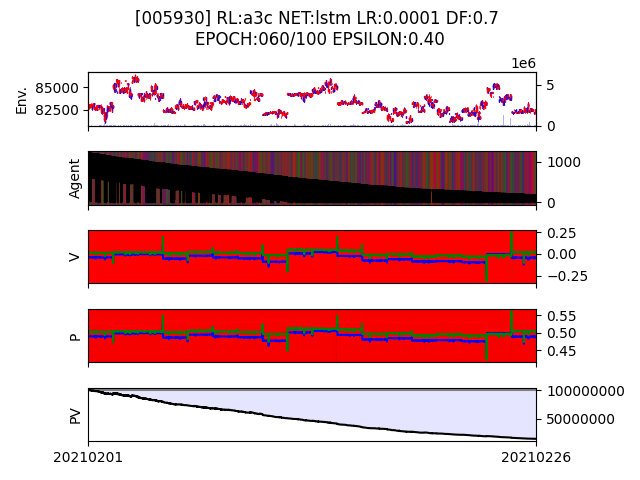 [005930] RL:a3c NET:lstm LR:0.0001 DF:0.7
EPOCH:060/100 EPSILON:0.40
1e6
Env.
85000
82500
5
0
Agent
1000
0
V
0.25
0.00
−0.25
P
0.55
0.50
0.45
PV
100000000
50000000
20210201
20210226